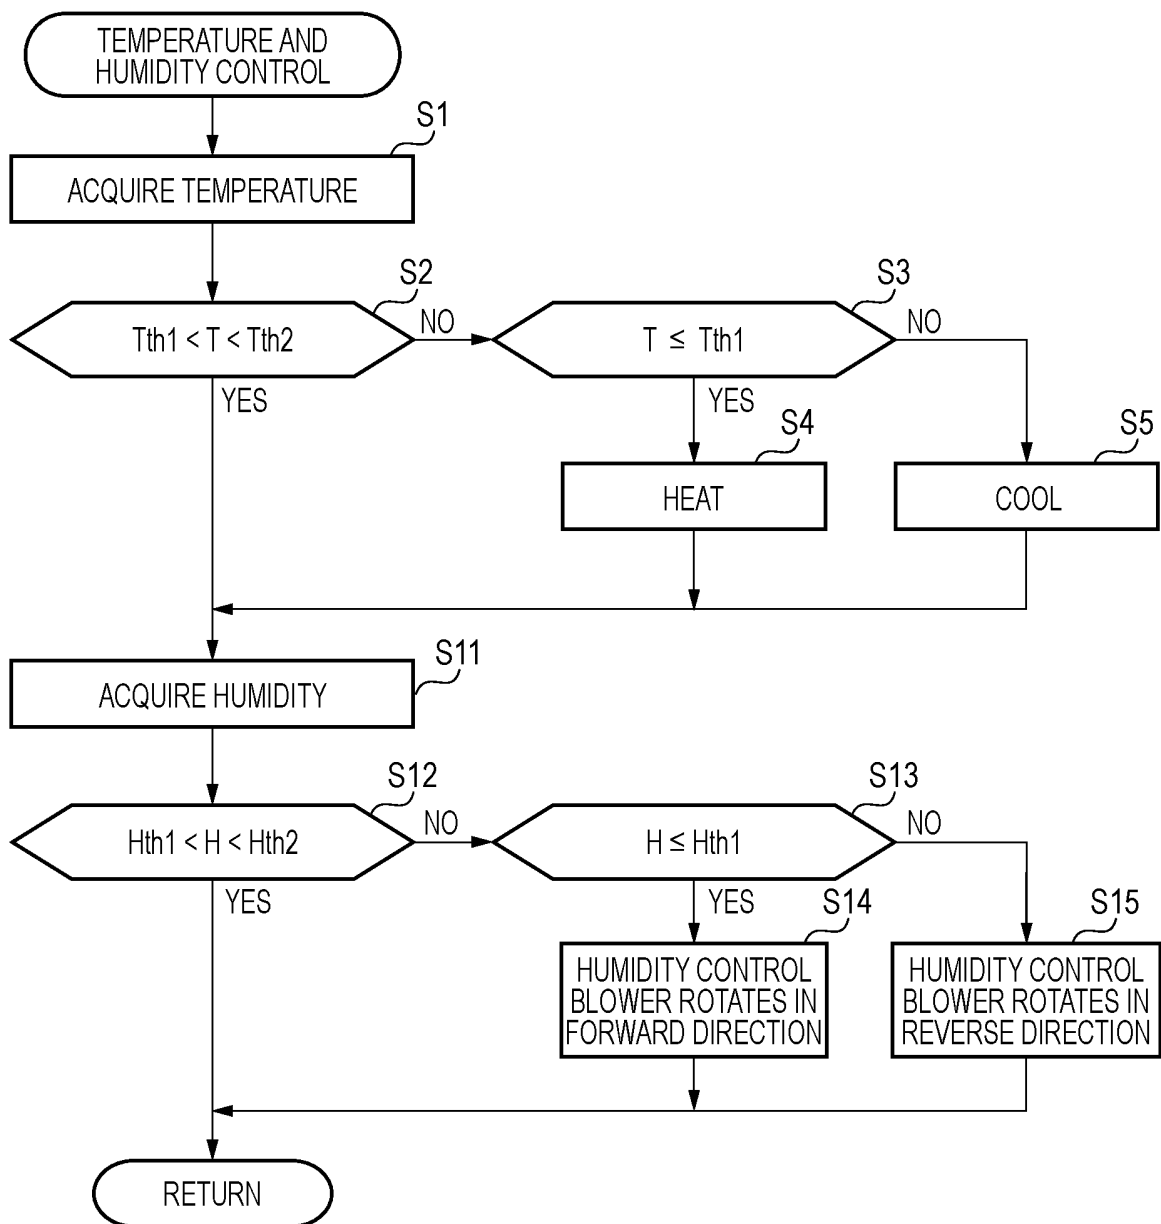 TEMPERATURE AND
HUMIDITY CONTROL
S1
ACQUIRE TEMPERATURE
S2
Tth1 < T < Tth2
NO
YES
S3
T ≤ Tth1
NO
YES
S4
HEAT
S5
COOL
S11
ACQUIRE HUMIDITY
S12
Hth1 < H < Hth2
NO
YES
S13
H ≤ Hth1
NO
YES
S14
HUMIDITY CONTROL
BLOWER ROTATES IN
FORWARD DIRECTION
S15
HUMIDITY CONTROL
BLOWER ROTATES IN
REVERSE DIRECTION
RETURN